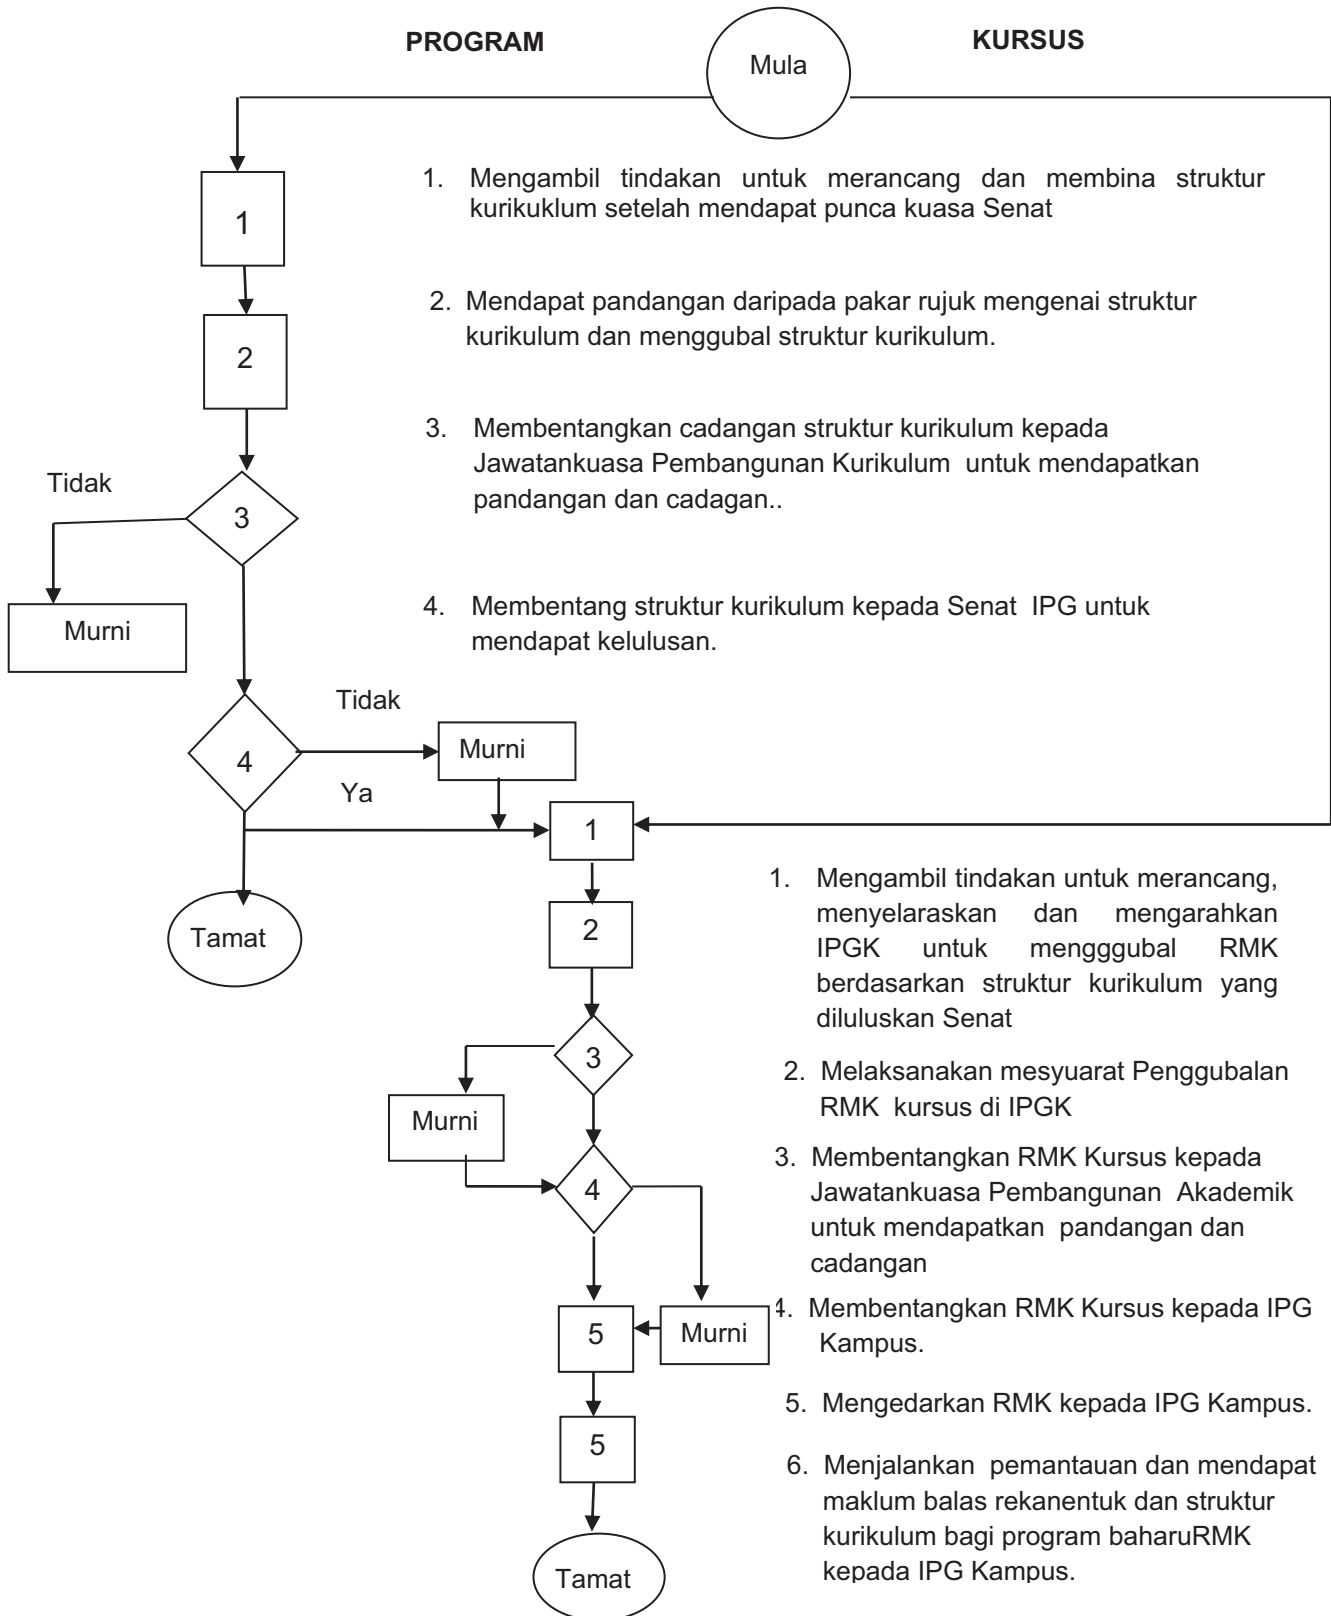 PROGRAM
Mula
KURSUS
1. Mengambil tindakan untuk merancang dan membina struktur
kurikuklum setelah mendapat punca kuasa Senat
1
2. Mendapat pandangan daripada pakar rujuk mengenai struktur
kurikulum dan menggubal struktur kurikulum.
2
3. Membentangkan cadangan struktur kurikulum kepada
Jawatankuasa Pembangunan Kurikulum untuk mendapatkan
pandangan dan cadagan..
Tidak
3
Murni
4. Membentang struktur kurikulum kepada Senat IPG untuk
mendapat kelulusan.
Tidak
4
Murni
Ya
1
Tamat
2
3
Murni
4
5
Murni
5
Tamat
1. Mengambil tindakan untuk merancang,
menyelaraskan dan mengarahkan
IPGK untuk mengggubal RMK
berdasarkan struktur kurikulum yang
diluluskan Senat
2. Melaksanakan mesyuarat Penggubalan
RMK kursus di IPGK
3. Membentangkan RMK Kursus kepada
Jawatankuasa Pembangunan Akademik
untuk mendapatkan pandangan dan
cadangan
4. Membentangkan RMK Kursus kepada IPG
Kampus.
5. Mengedarkan RMK kepada IPG Kampus.
6. Menjalankan pemantauan dan mendapat
maklum balas rekanentuk dan struktur
kurikulum bagi program baharuRMK
kepada IPG Kampus.